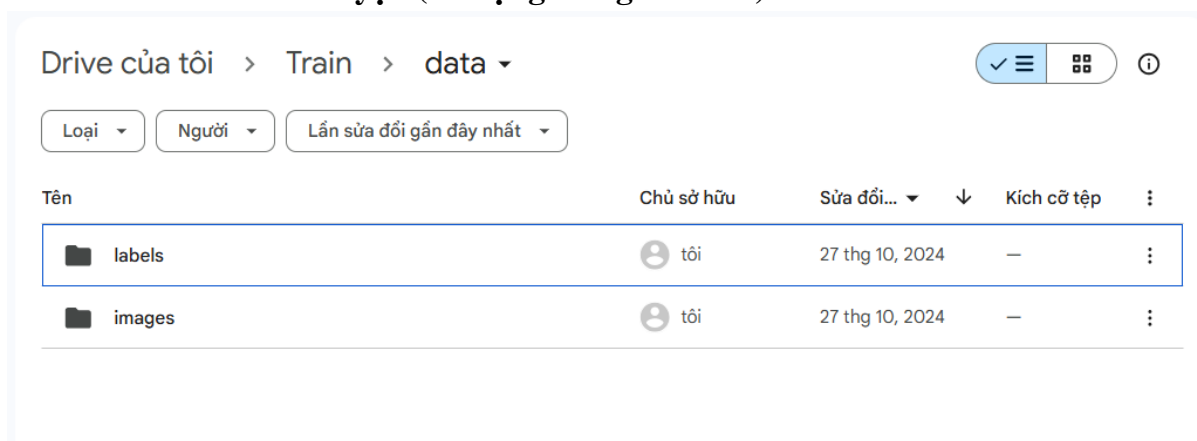 Drive của tôi > Train > data
Loại Người Lần sửa đổi gần đây nhất
Tên Chủ sở hữu Sửa đổi... Kích cỡ tệp
labels tôi 27 thg 10, 2024 —
images tôi 27 thg 10, 2024 —